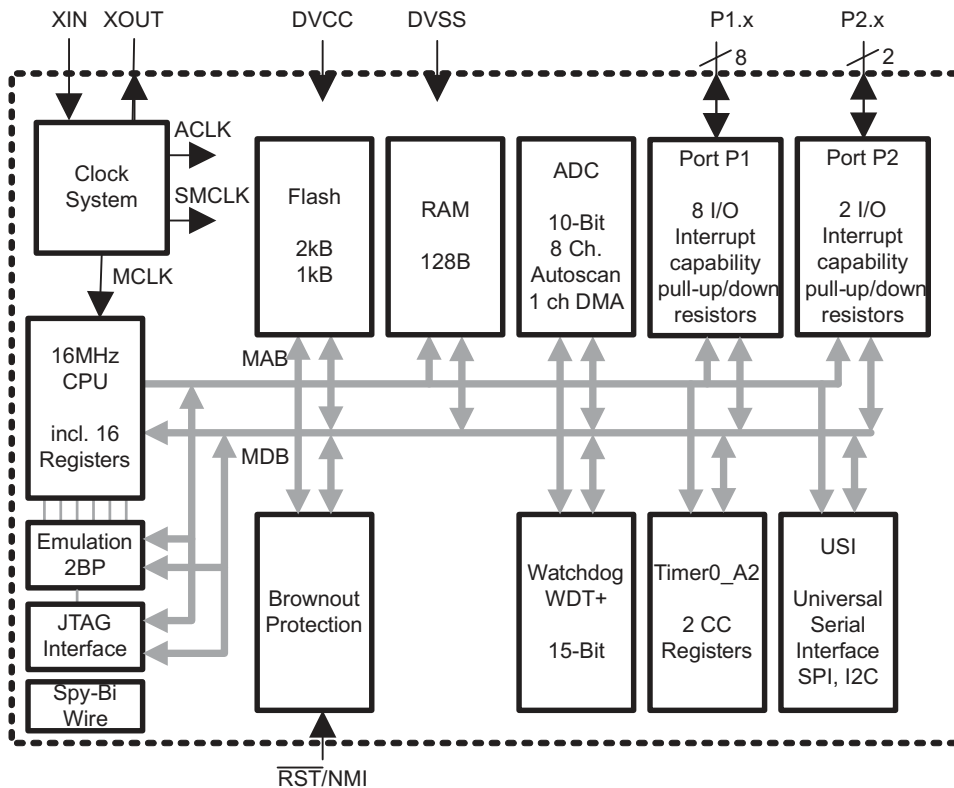 XIN XOUT DVCC DVSS P1.x P2.x
8 2
Clock
System
ACLK
SMCLK
MCLK
Flash
2kB
1kB
RAM
128B
ADC
10-Bit
8 Ch.
Autoscan
1 ch DMA
Port P1
8 I/O
Interrupt
capability
pull-up/down
resistors
Port P2
2 I/O
Interrupt
capability
pull-up/down
resistors
16MHz
CPU
incl. 16
Registers
MAB
MDB
Emulation
2BP
JTAG
Interface
Spy-Bi
Wire
Brownout
Protection
Watchdog
WDT+
15-Bit
Timer0_A2
2 CC
Registers
USI
Universal
Serial
Interface
SPI, I2C
RST/NMI